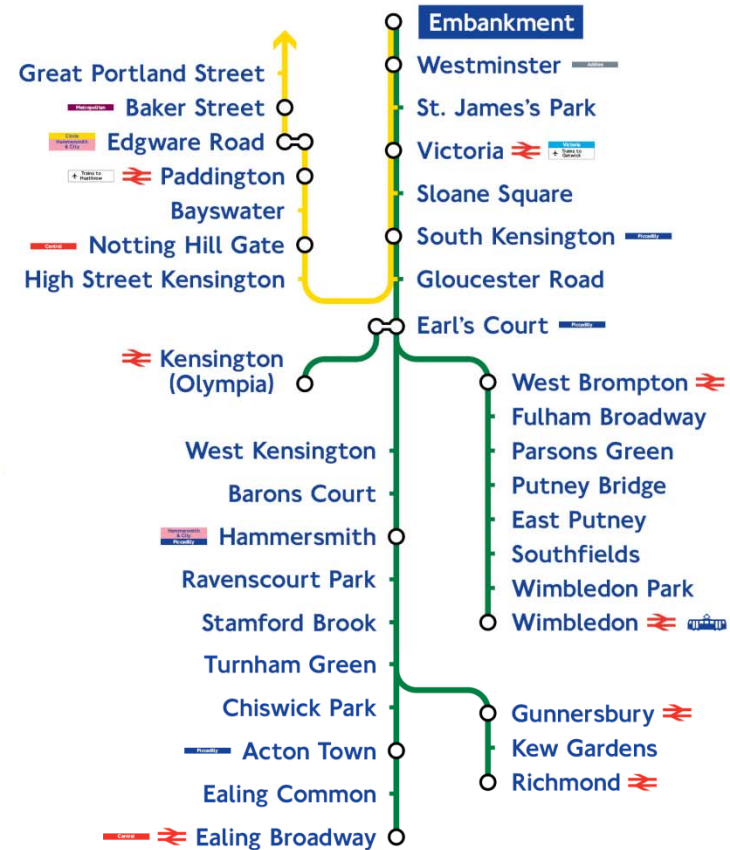 Embankment
Westminster
Jubilee
St. James's Park
Victoria
Victoria
Trains to
Gatwick
Sloane Square
South Kensington
Piccadilly
Gloucester Road
Earl's Court
Piccadilly
Great Portland Street
Metropolitan
Baker Street
Circle
Hammersmith
& City
Edgware Road
Trains to
Heathrow
Paddington
Bayswater
Central
Notting Hill Gate
High Street Kensington
Kensington
(Olympia)
West Brompton
Fulham Broadway
Parsons Green
Putney Bridge
East Putney
Southfields
Wimbledon Park
Wimbledon
West Kensington
Barons Court
Hammersmith
& City
Piccadilly
Hammersmith
Ravenscourt Park
Stamford Brook
Turnham Green
Chiswick Park
Piccadilly
Acton Town
Ealing Common
Central
Ealing Broadway
Gunnersbury
Kew Gardens
Richmond